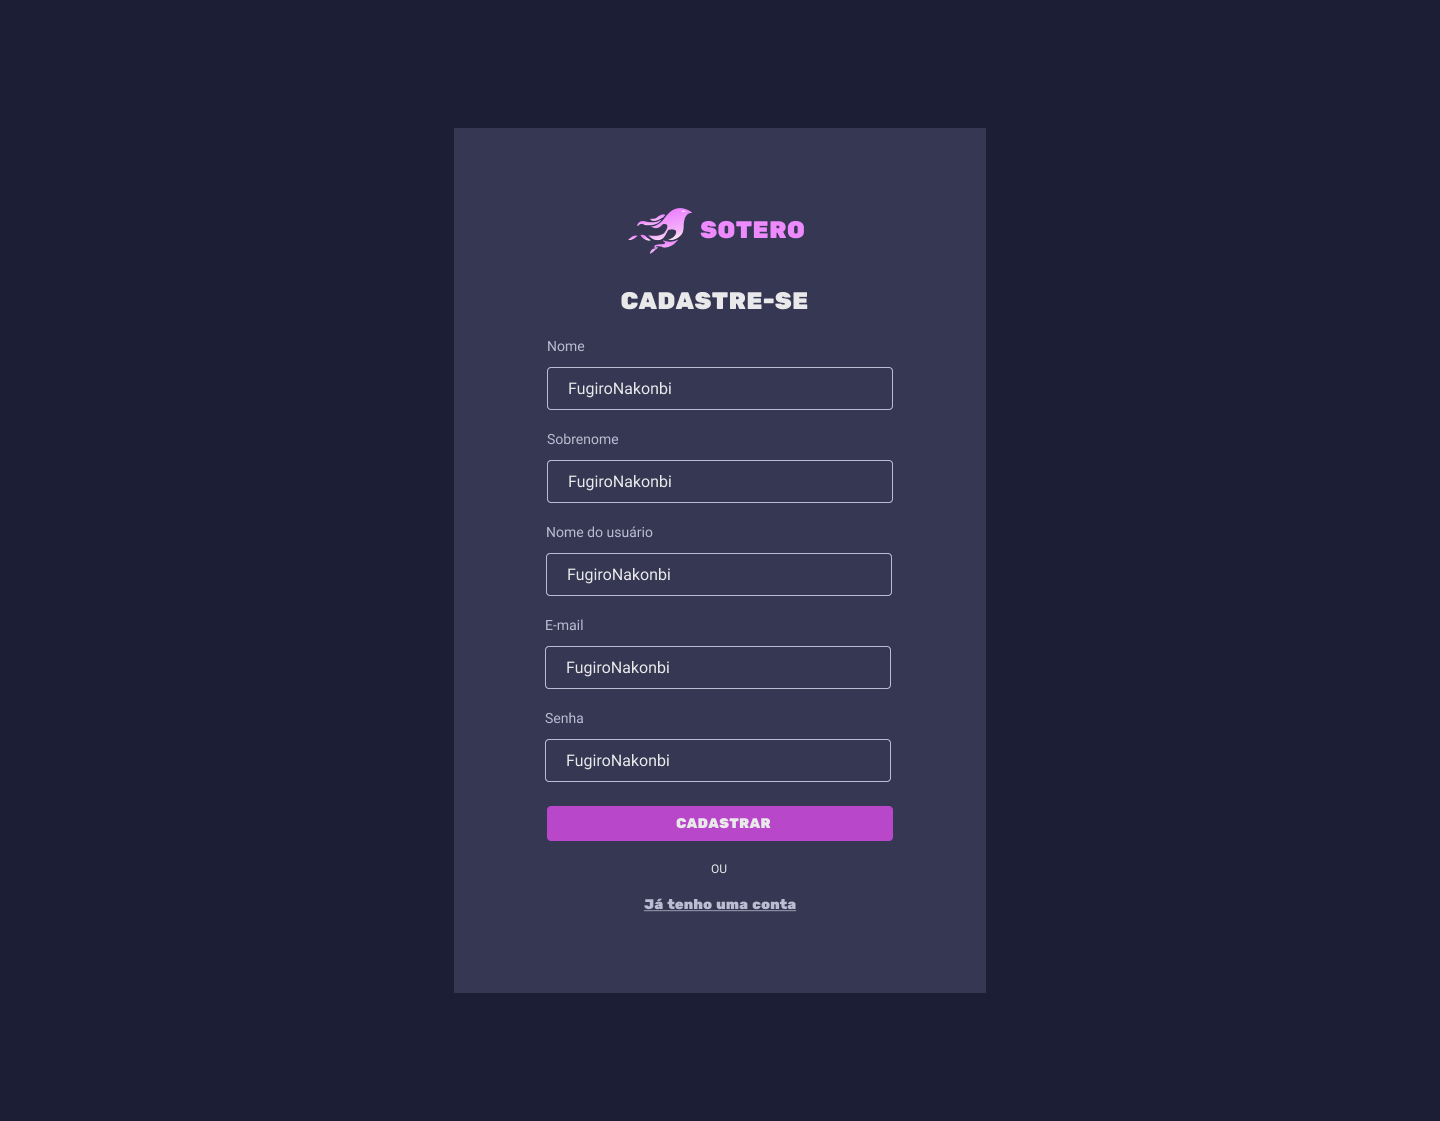 SOTERO
CADASTRE-SE
Nome
FugiroNakonbi
Sobrenome
FugiroNakonbi
Nome do usuário
FugiroNakonbi
E-mail
FugiroNakonbi
Senha
FugiroNakonbi
CADASTRAR
OU
Já tenho uma conta